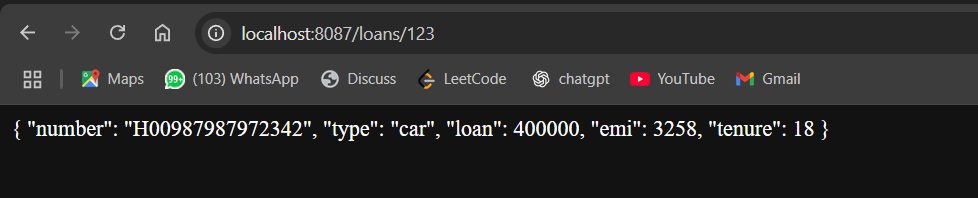 localhost:8087/loans/123
Maps 99+ (103) WhatsApp Discuss LeetCode chatgpt YouTube Gmail
{ "number": "H00987987972342", "type": "car", "loan": 400000, "emi": 3258, "tenure": 18 }